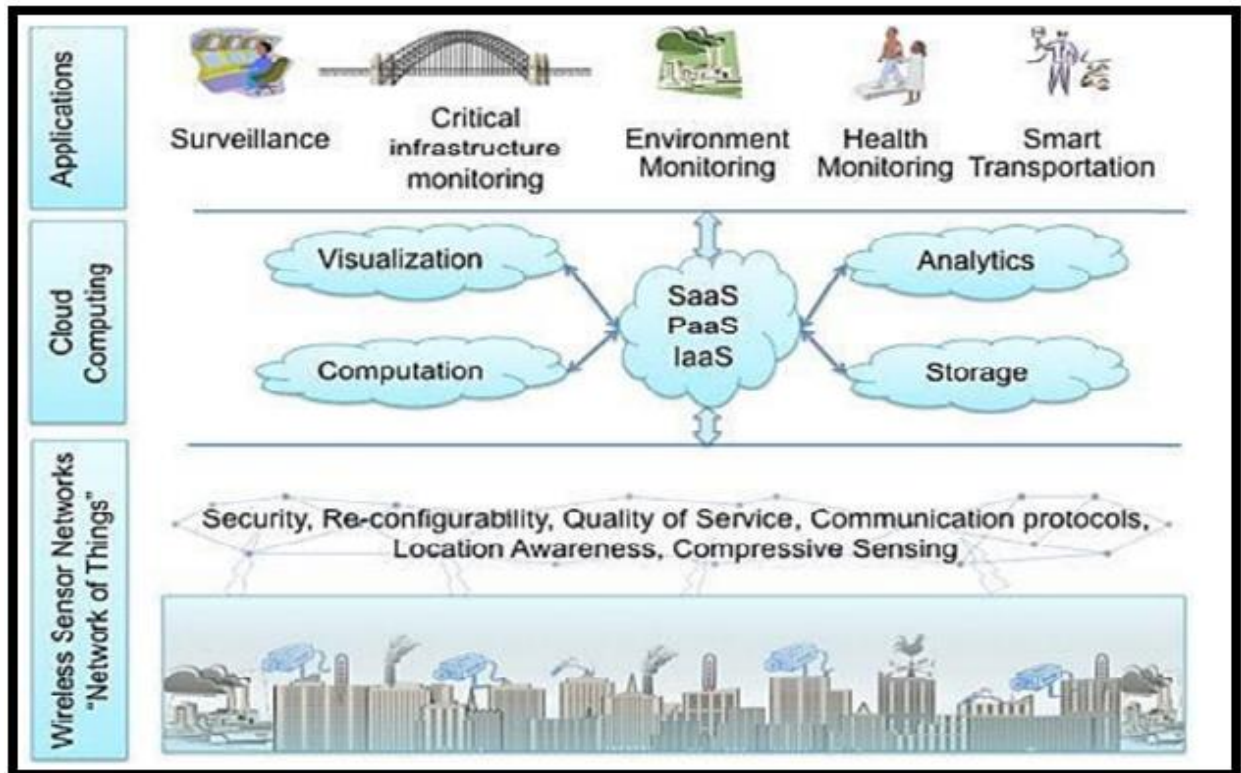 Applications
Surveillance
Critical
infrastructure
monitoring
Environment
Monitoring
Health
Monitoring
Smart
Transportation
Cloud
Computing
Visualization
Computation
SaaS
PaaS
IaaS
Analytics
Storage
Wireless Sensor Networks
“Network of Things”
Security, Re-configurability, Quality of Service, Communication protocols,
Location Awareness, Compressive Sensing